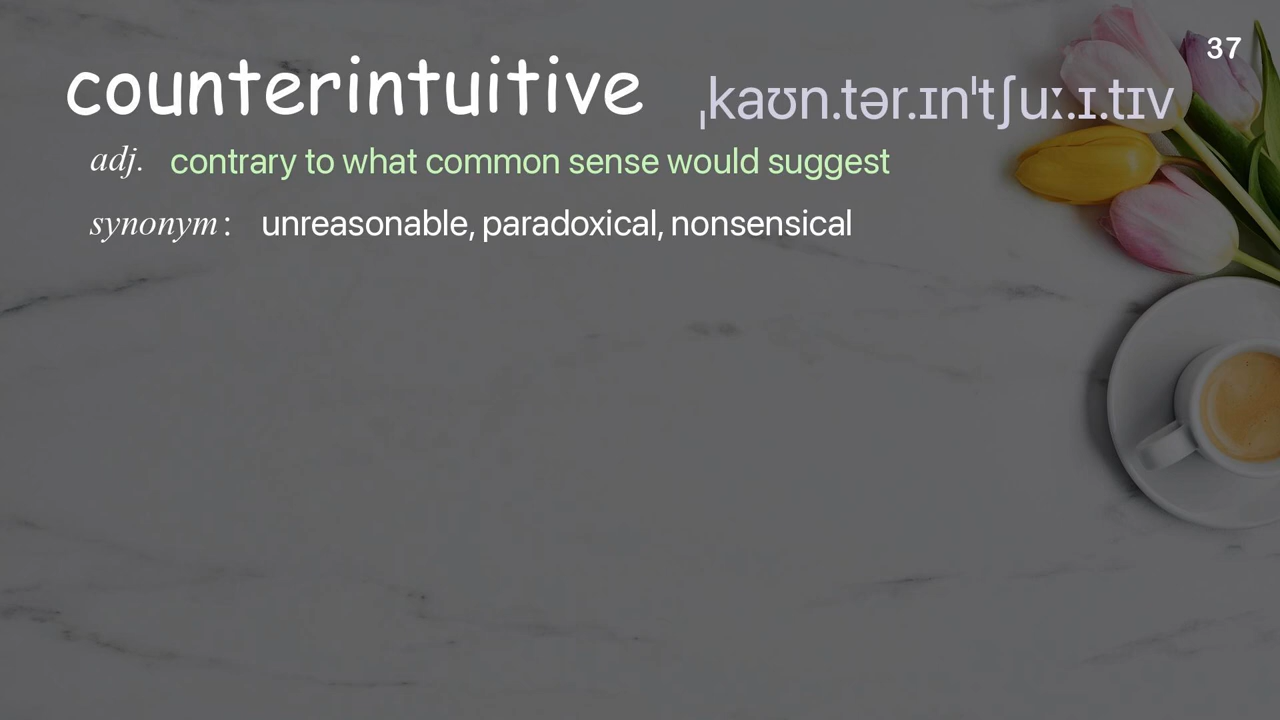 37
counterintuitive ˌkaʊn.tər.ɪnˈtʃuː.ɪ.tɪv
adj. contrary to what common sense would suggest
synonym: unreasonable, paradoxical, nonsensical